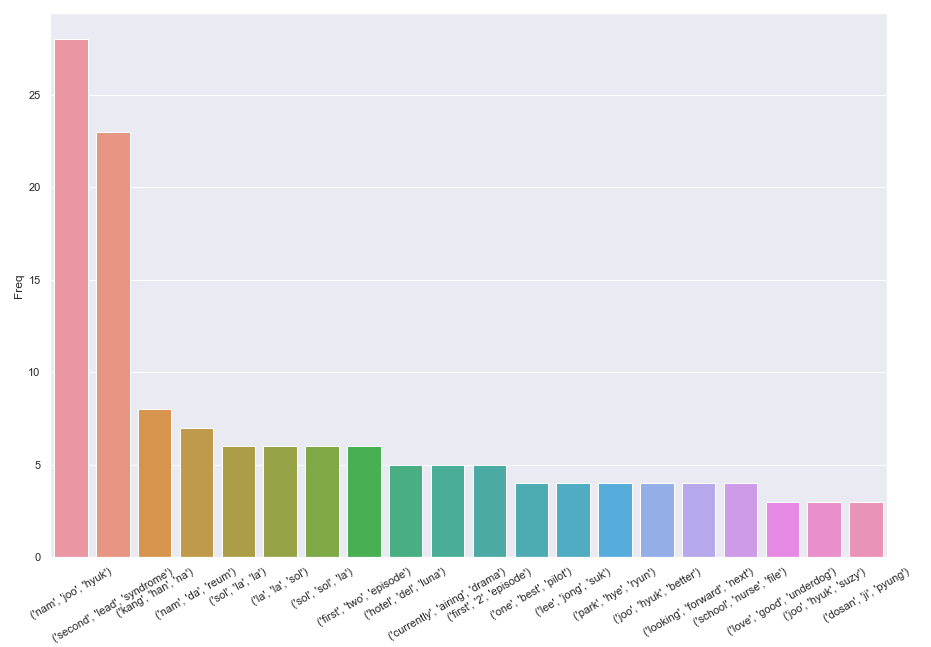 25
20
15
10
5
0
Freq
('nam', 'joo', 'hyuk')
('second', 'lead', 'syndrome')
('kang', 'han', 'na')
('nam', 'da', 'reum')
('sol', 'la', 'la')
('la', 'la', 'sol')
('sol', 'sol', 'la')
('first', 'two', 'episode')
('hotel', 'del', 'luna')
('currently', 'airing', 'drama')
('first', '2', 'episode')
('one', 'best', 'pilot')
('lee', 'jong', 'suk')
('park', 'hye', 'ryun')
('joo', 'hyuk', 'better')
('looking', 'forward', 'next')
('school', 'nurse', 'file')
('love', 'good', 'underdog')
('joo', 'hyuk', 'suzy')
('dosan', 'ji', 'pyung')